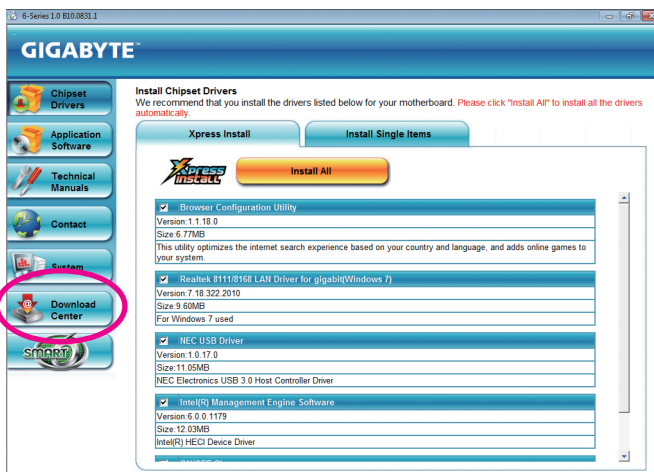 6-Series 1.0 B10.0831.1
GIGABYTE™
Chipset
Drivers
Application
Software
Technical
Manuals
Contact
System
Download
Center
SMART
Install Chipset Drivers
We recommend that you install the drivers listed below for your motherboard. Please click "Install All" to install all the drivers
automatically.
Xpress Install
Install Single Items
Xpress
Install
Install All
Browser Configuration Utility
Version:1.1.18.0
Size:6.77MB
This utility optimizes the internet search experience based on your country and language, and adds online games to
your system.
Realtek 8111/8168 LAN Driver for gigabit(Windows 7)
Version:7.18.322.2010
Size:9.60MB
For Windows 7 used
NEC USB Driver
Version:1.0.17.0
Size:11.05MB
NEC Electronics USB 3.0 Host Controller Driver
Intel(R) Management Engine Software
Version:6.0.0.1179
Size:12.03MB
Intel(R) HECI Device Driver